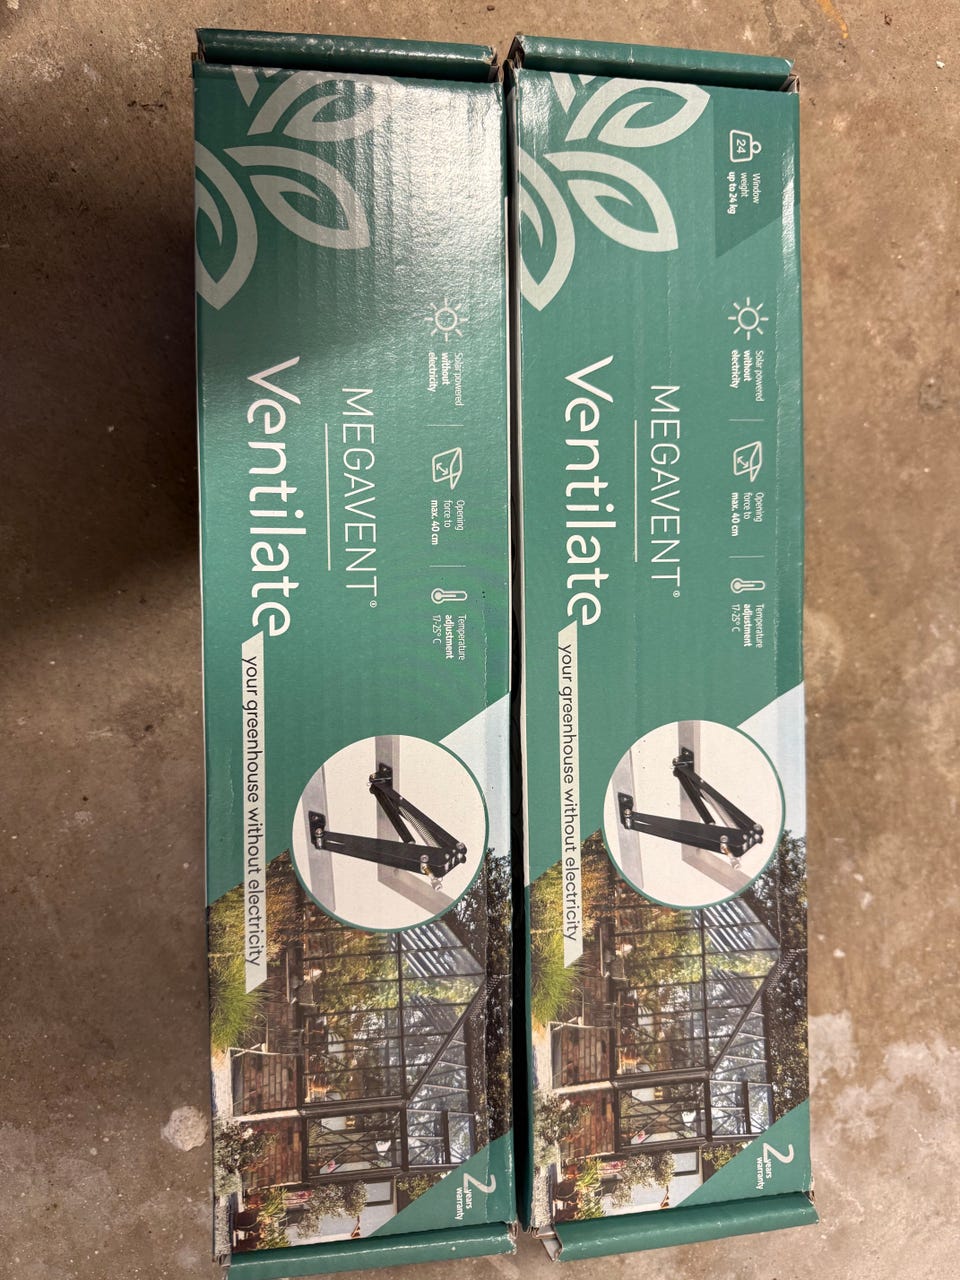 MEGAVENT®
Ventilate
your greenhouse without electricity
Solar powered
without
electricity
Opening
force to
max. 40 cm
Temperature
adjustment
17-25° C
2 years
warranty
24
Window
weight
up to 24 kg
MEGAVENT®
Ventilate
your greenhouse without electricity
Solar powered
without
electricity
Opening
force to
max. 40 cm
Temperature
adjustment
17-25° C
2 years
warranty